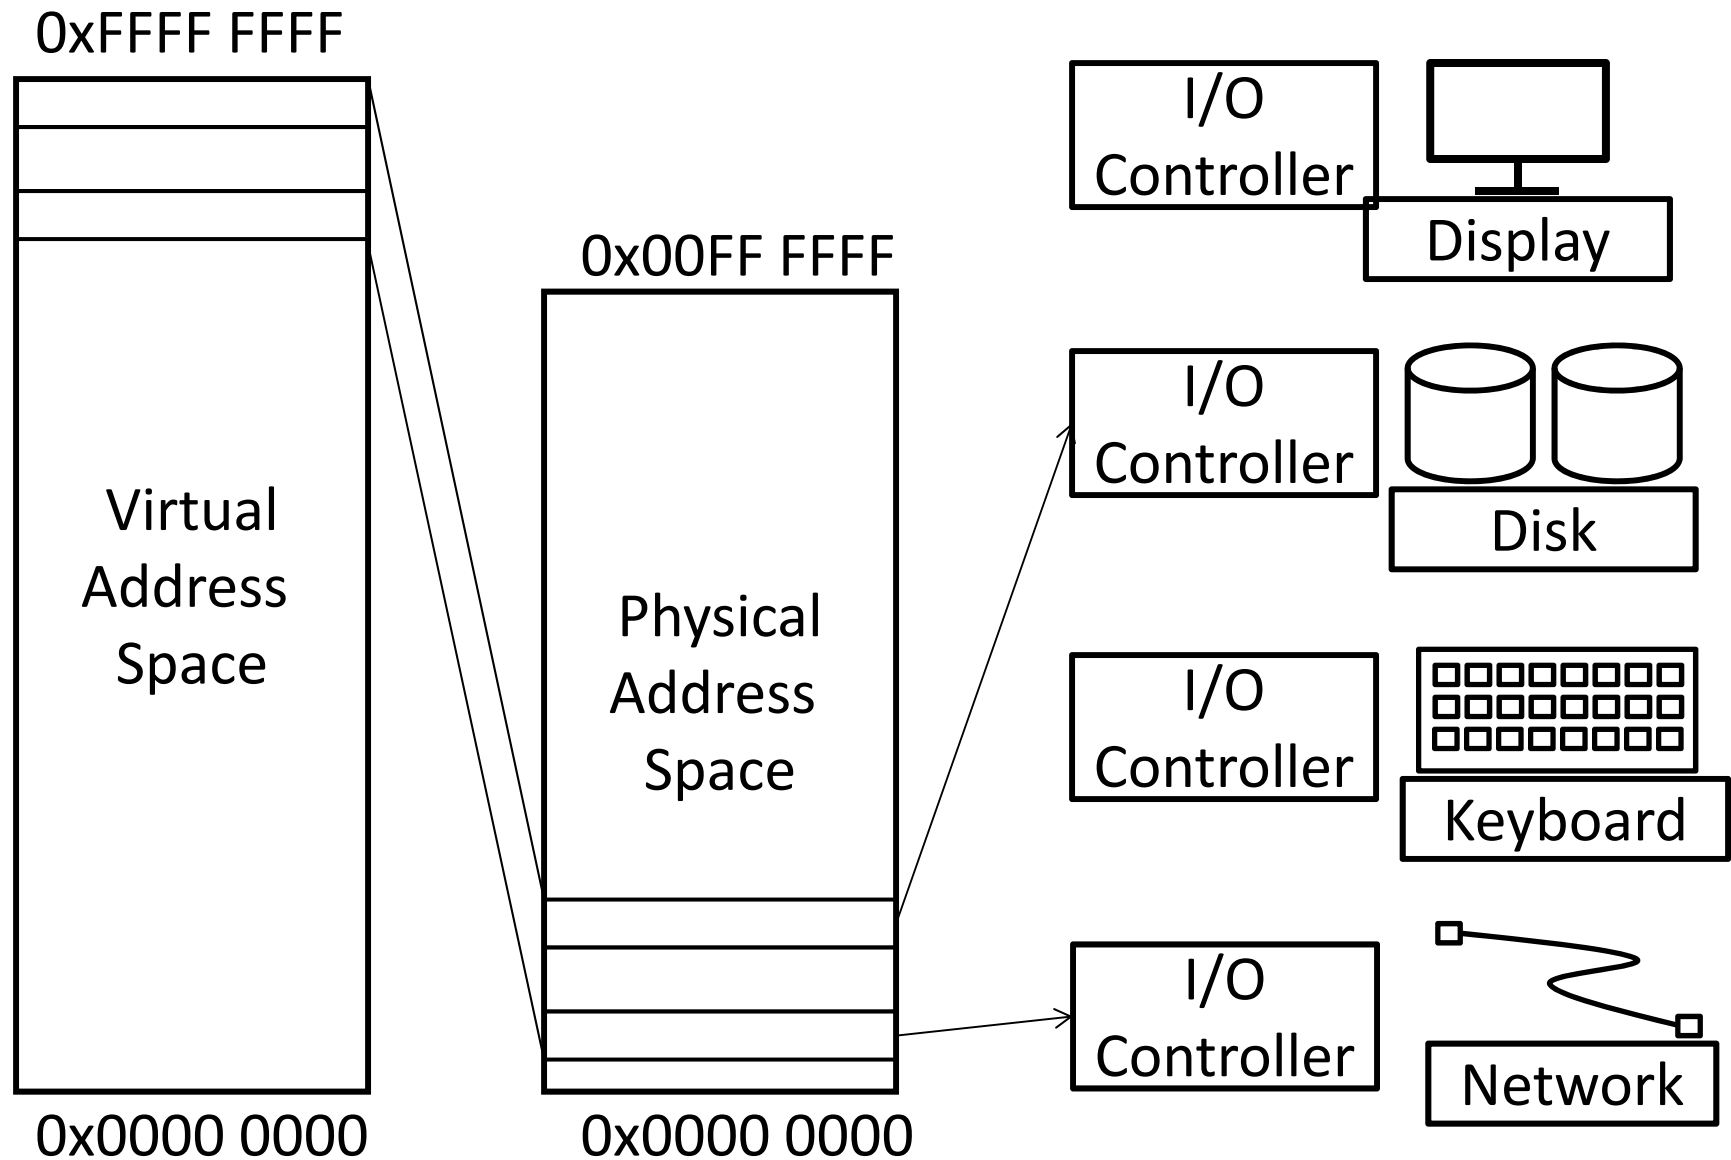 0xFFFF FFFF
Virtual
Address
Space
0x0000 0000
0x00FF FFFF
Physical
Address
Space
0x0000 0000
I/O
Controller
Display
I/O
Controller
Disk
I/O
Controller
Keyboard
I/O
Controller
Network